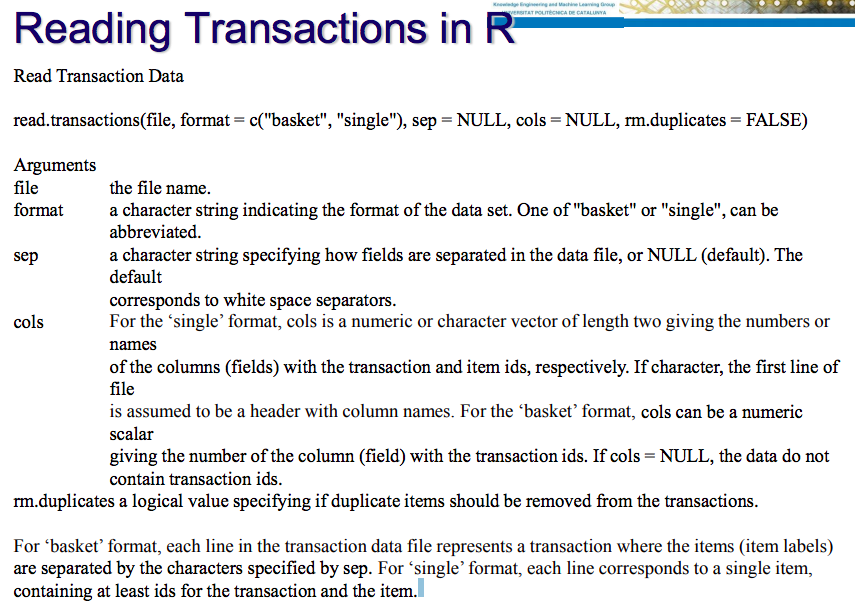 Knowledge Engineering and Machine Learning Group
UNIVERSITAT POLITÈCNICA DE CATALUNYA
Reading Transactions in R
Read Transaction Data
read.transactions(file, format = c("basket", "single"), sep = NULL, cols = NULL, rm.duplicates = FALSE)
Arguments
file the file name.
format a character string indicating the format of the data set. One of "basket" or "single", can be
abbreviated.
sep a character string specifying how fields are separated in the data file, or NULL (default). The
default
corresponds to white space separators.
cols For the ‘single’ format, cols is a numeric or character vector of length two giving the numbers or
names
of the columns (fields) with the transaction and item ids, respectively. If character, the first line of
file
is assumed to be a header with column names. For the ‘basket’ format, cols can be a numeric
scalar
giving the number of the column (field) with the transaction ids. If cols = NULL, the data do not
contain transaction ids.
rm.duplicates a logical value specifying if duplicate items should be removed from the transactions.
For ‘basket’ format, each line in the transaction data file represents a transaction where the items (item labels)
are separated by the characters specified by sep. For ‘single’ format, each line corresponds to a single item,
containing at least ids for the transaction and the item.